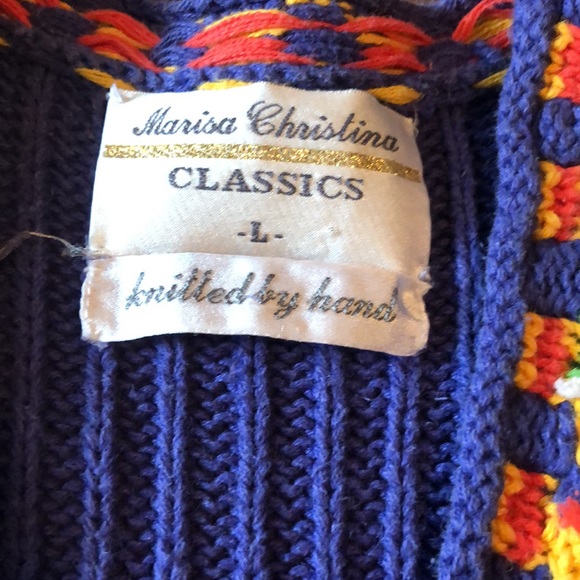 Marisa Christina
CLASSICS
-L-
knitted by hand